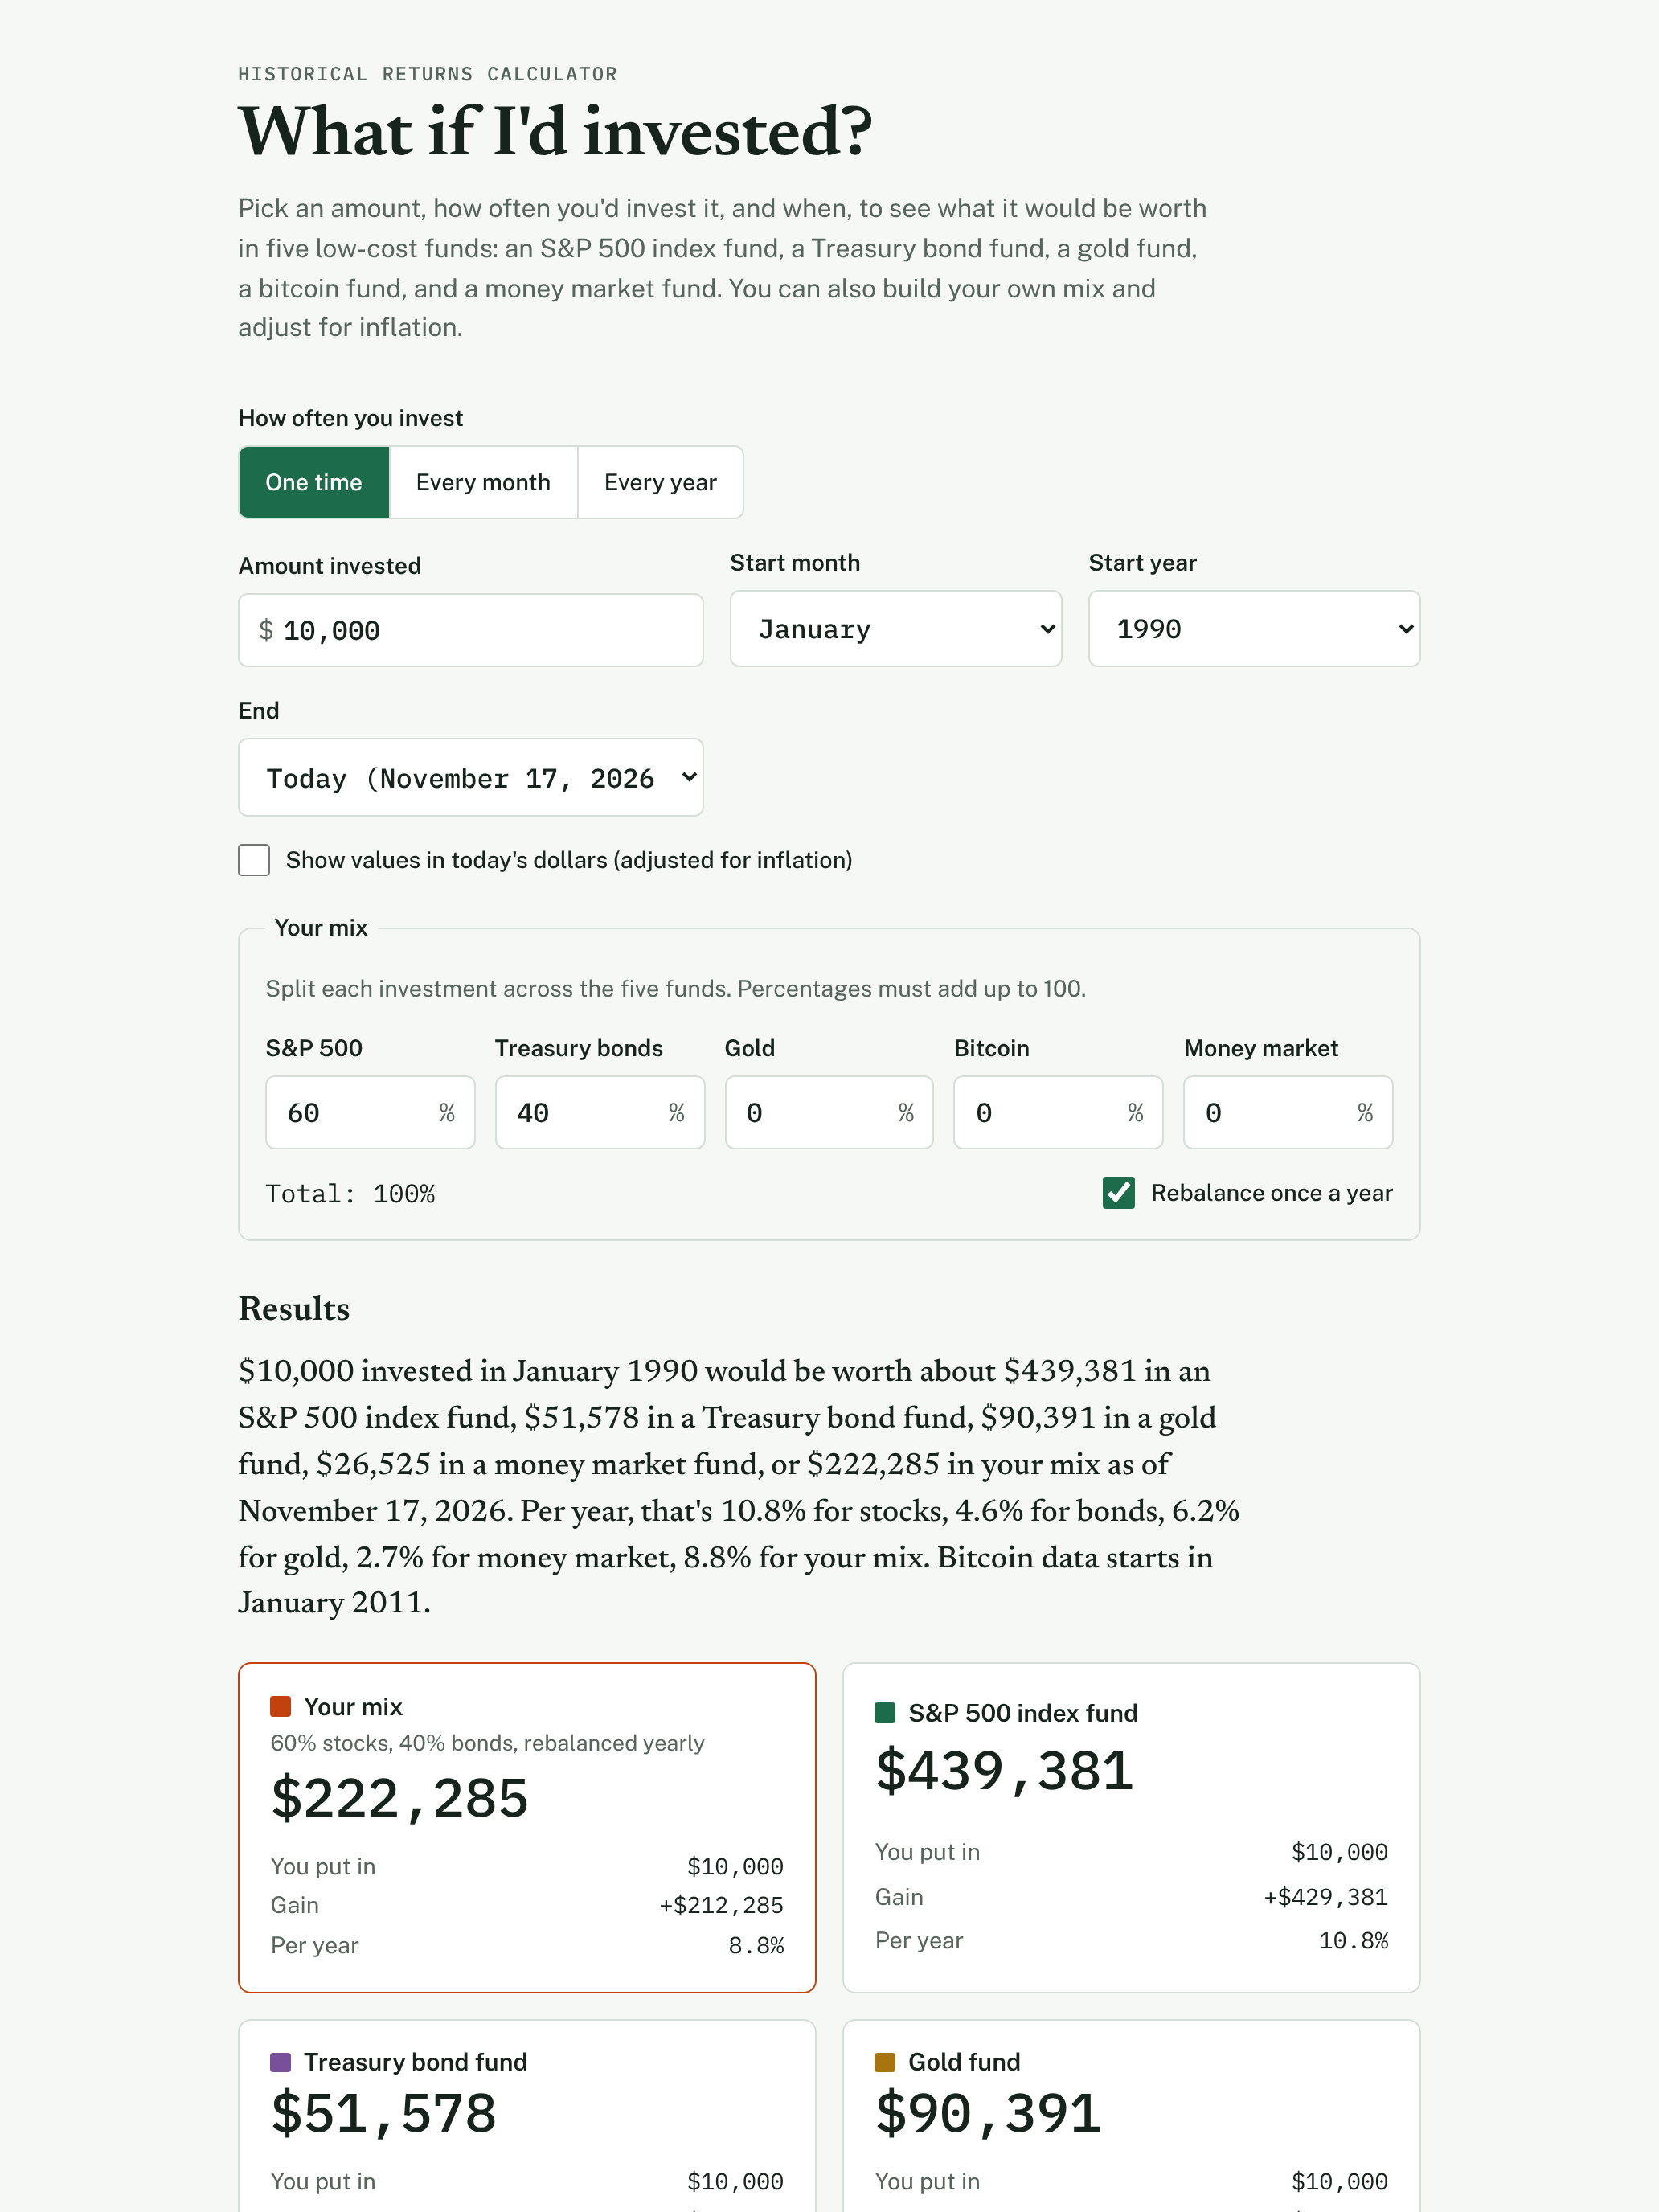 HISTORICAL RETURNS CALCULATOR
What if I'd invested?
Pick an amount, how often you'd invest it, and when, to see what it would be worth
in five low-cost funds: an S&P 500 index fund, a Treasury bond fund, a gold fund,
a bitcoin fund, and a money market fund. You can also build your own mix and
adjust for inflation.
How often you invest
One time Every month Every year
Amount invested Start month Start year
$ 10,000 January 1990
End
Today (November 17, 2026
Show values in today's dollars (adjusted for inflation)
Your mix
Split each investment across the five funds. Percentages must add up to 100.
S&P 500 Treasury bonds Gold Bitcoin Money market
60 % 40 % 0 % 0 % 0 %
Total: 100% Rebalance once a year
Results
$10,000 invested in January 1990 would be worth about $439,381 in an
S&P 500 index fund, $51,578 in a Treasury bond fund, $90,391 in a gold
fund, $26,525 in a money market fund, or $222,285 in your mix as of
November 17, 2026. Per year, that's 10.8% for stocks, 4.6% for bonds, 6.2%
for gold, 2.7% for money market, 8.8% for your mix. Bitcoin data starts in
January 2011.
Your mix
60% stocks, 40% bonds, rebalanced yearly
$222,285
You put in $10,000
Gain +$212,285
Per year 8.8%
S&P 500 index fund
$439,381
You put in $10,000
Gain +$429,381
Per year 10.8%
Treasury bond fund
$51,578
You put in $10,000
Gold fund
$90,391
You put in $10,000